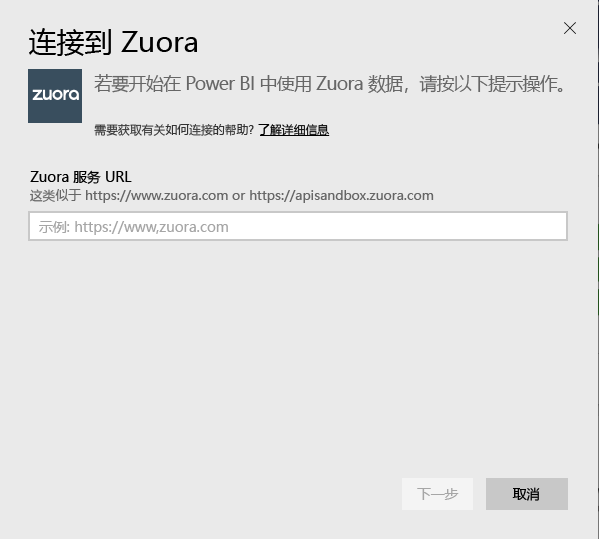 连接到 Zuora
zuora
若要开始在 Power BI 中使用 Zuora 数据，请按以下提示操作。
需要获取有关如何连接的帮助? 了解详细信息
Zuora 服务 URL
这类似于 https://www.zuora.com or https://apisandbox.zuora.com
示例: https://www,zuora.com
下一步
取消